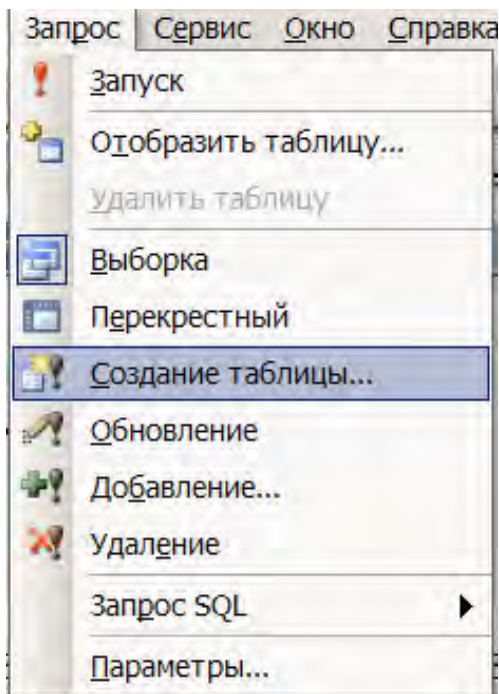 Запрос Сервис Окно Справка
Запуск
Отобразить таблицу...
Удалить таблицу
Выборка
Перекрестный
Создание таблицы...
Обновление
Добавление...
Удаление
Запрос SQL
Параметры...